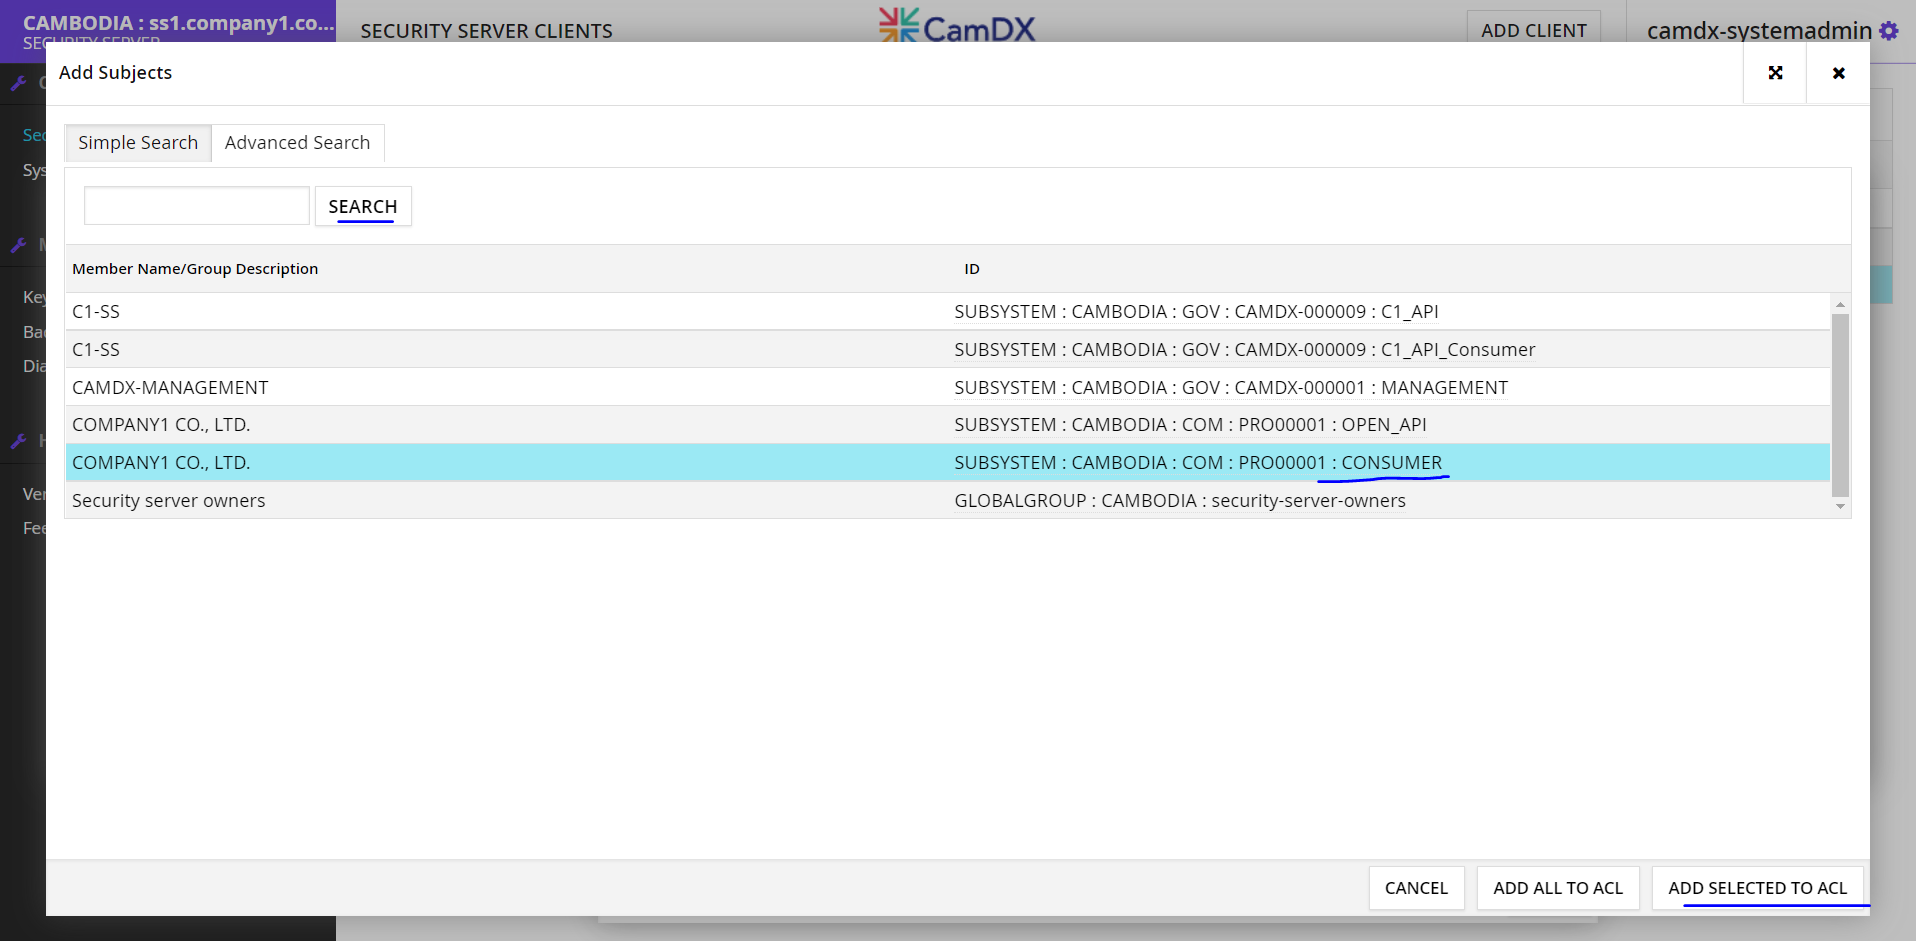 CAMBODIA : ss1.company1.co...
SECURITY SERVER
SECURITY SERVER CLIENTS
CamDX
ADD CLIENT
camdx-systemadmin
Add Subjects
Simple Search
Advanced Search
SEARCH
Member Name/Group Description
ID
C1-SS
SUBSYSTEM : CAMBODIA : GOV : CAMDX-000009 : C1_API
C1-SS
SUBSYSTEM : CAMBODIA : GOV : CAMDX-000009 : C1_API_Consumer
CAMDX-MANAGEMENT
SUBSYSTEM : CAMBODIA : GOV : CAMDX-000001 : MANAGEMENT
COMPANY1 CO., LTD.
SUBSYSTEM : CAMBODIA : COM : PRO00001 : OPEN_API
COMPANY1 CO., LTD.
SUBSYSTEM : CAMBODIA : COM : PRO00001 : CONSUMER
Security server owners
GLOBALGROUP : CAMBODIA : security-server-owners
CANCEL
ADD ALL TO ACL
ADD SELECTED TO ACL